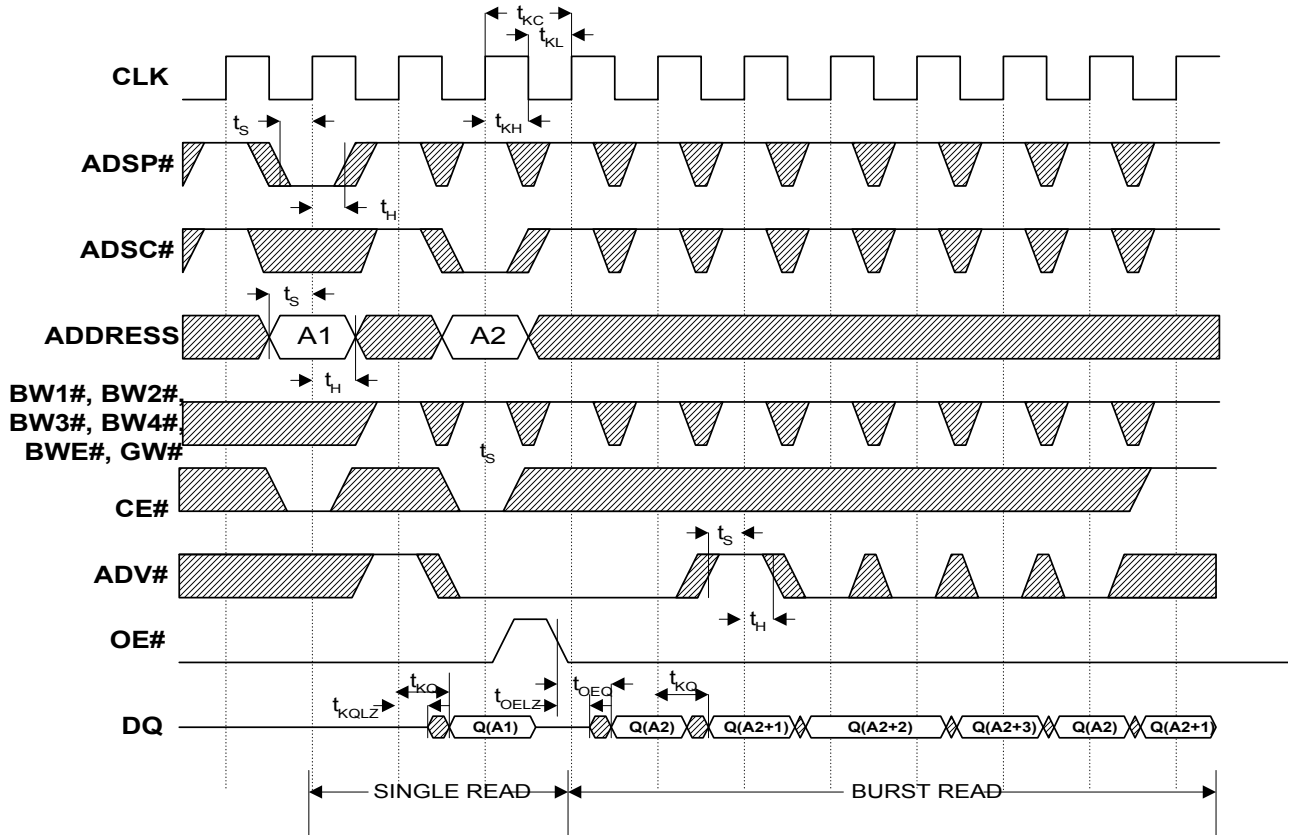 tKC
tKL
CLK
tS
tKH
ADSP#
tH
ADSC#
tS
ADDRESS
A1
A2
tH
BW1#, BW2#,
BW3#, BW4#,
BWE#, GW#
tS
CE#
tS
ADV#
tH
OE#
tKQ
tOEQ
tKQ
tKQLZ
tOELZ
DQ
Q(A1)
Q(A2)
Q(A2+1)
Q(A2+2)
Q(A2+3)
Q(A2)
Q(A2+1)
SINGLE READ
BURST READ